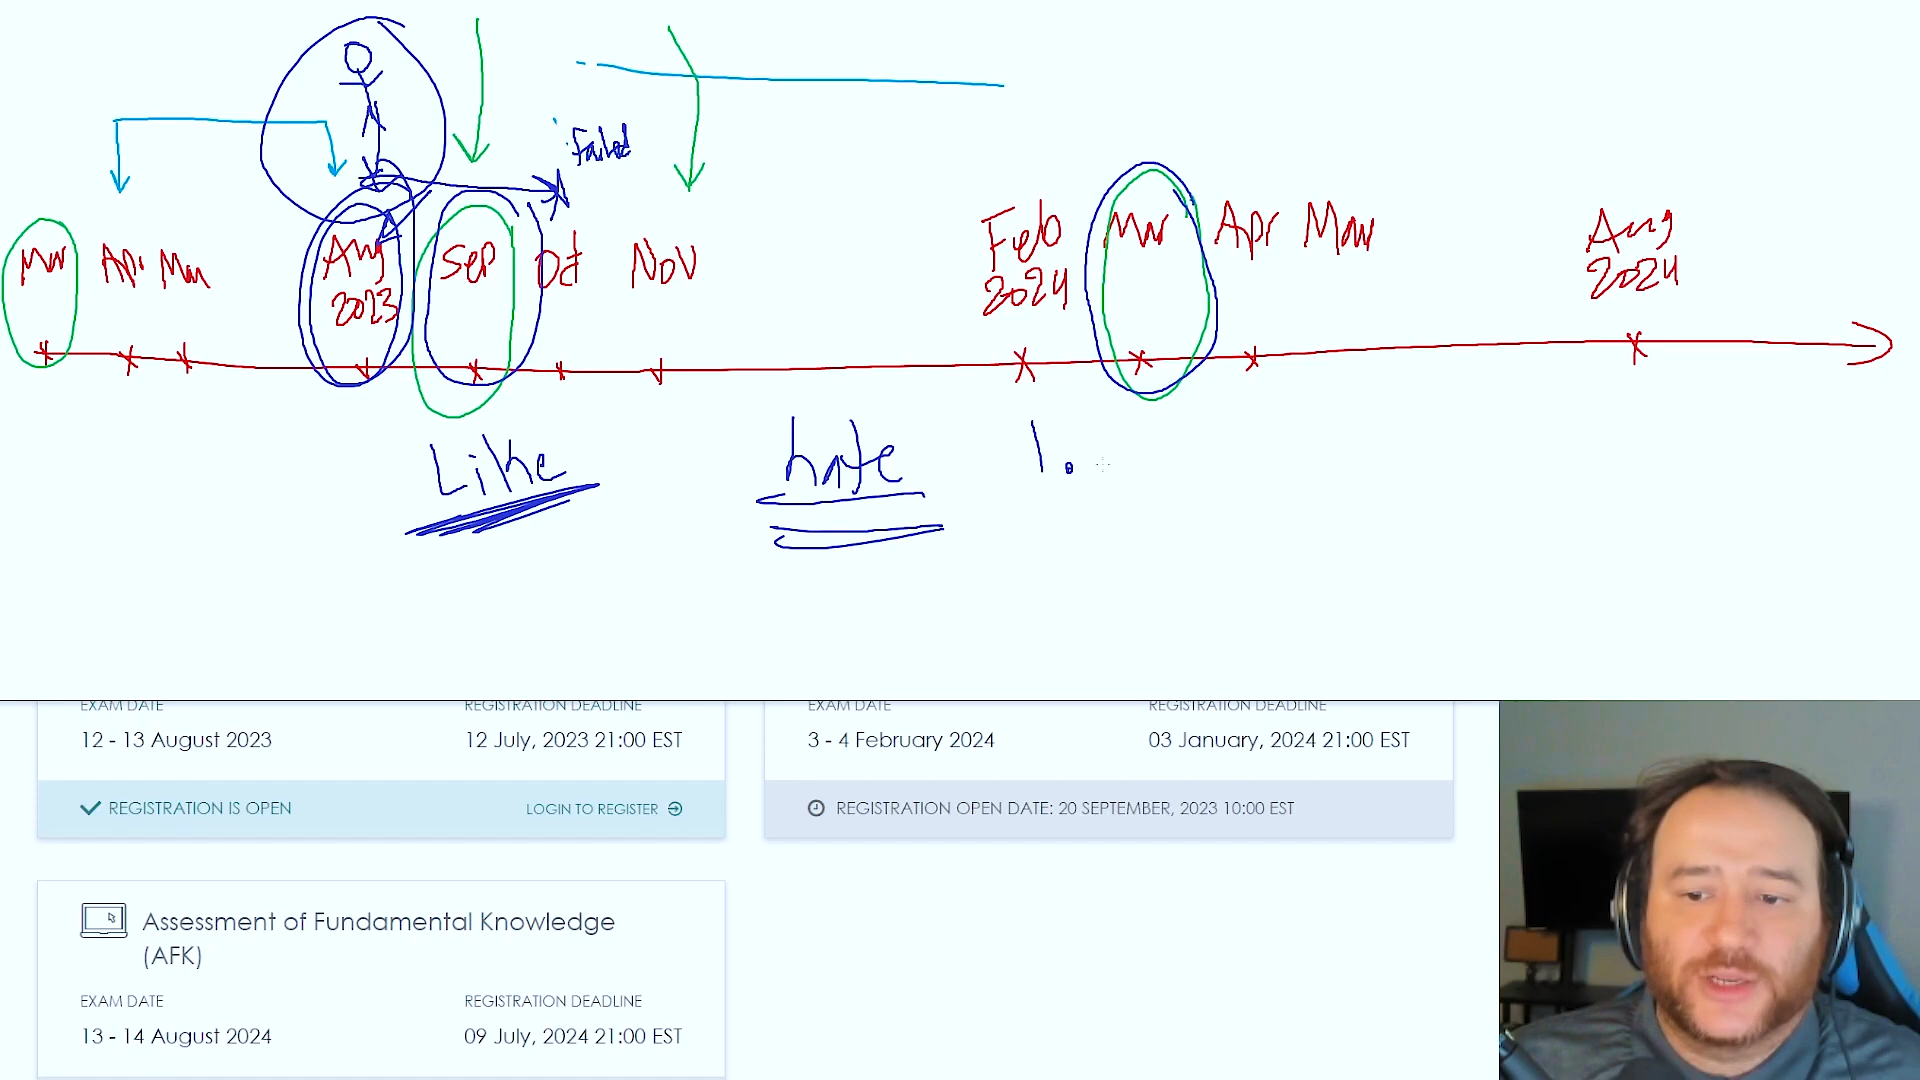 Failed
Mar Apr May Aug 2023 Sep Oct Nov Feb 2024 Mar Apr May Aug 2024
Like hate 1.
EXAM DATE REGISTRATION DEADLINE EXAM DATE REGISTRATION DEADLINE
12 - 13 August 2023 12 July, 2023 21:00 EST 3 - 4 February 2024 03 January, 2024 21:00 EST
REGISTRATION IS OPEN LOGIN TO REGISTER REGISTRATION OPEN DATE: 20 SEPTEMBER, 2023 10:00 EST
Assessment of Fundamental Knowledge
(AFK)
EXAM DATE REGISTRATION DEADLINE
13 - 14 August 2024 09 July, 2024 21:00 EST